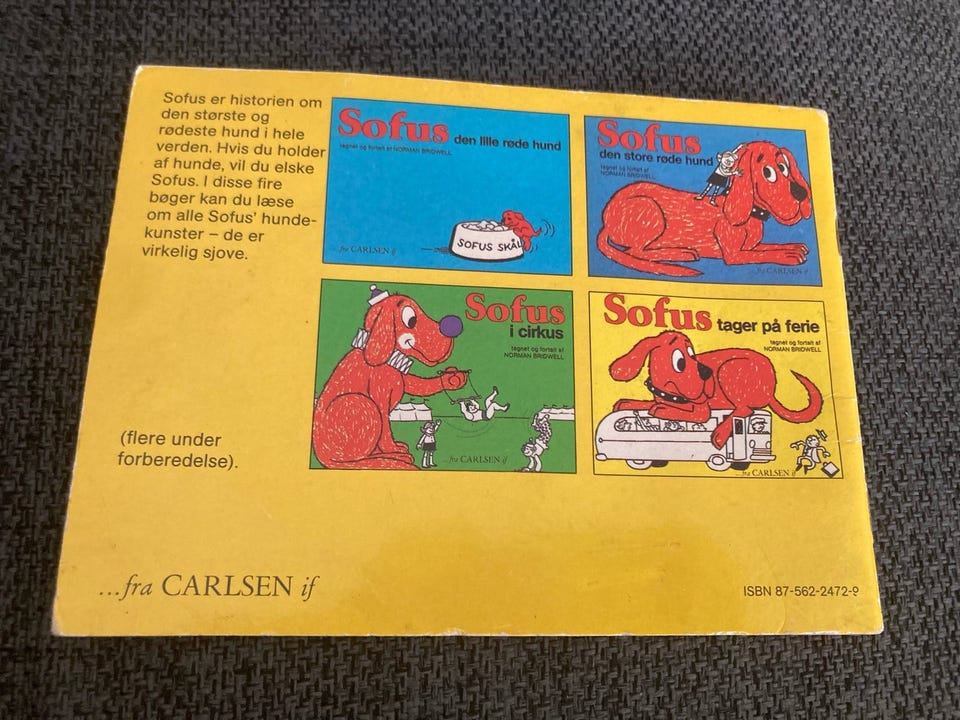 Sofus er historien om
den største og
rødeste hund i hele
verden. Hvis du holder
af hunde, vil du elske
Sofus. I disse fire
bøger kan du læse
om alle Sofus' hunde-
kunster – de er
virkelig sjove.
(flere under
forberedelse).
Sofus den lille røde hund
tegnet og fortalt af NORMAN BRIDWELL
SOFUS SKÅL
...fra CARLSEN if
Sofus
den store røde hund
tegnet og fortalt af
NORMAN BRIDWELL
...fra CARLSEN if
Sofus
i cirkus
tegnet og fortalt af
NORMAN BRIDWELL
...fra CARLSEN if
Sofus tager på ferie
tegnet og fortalt af
NORMAN BRIDWELL
...fra CARLSEN if
...fra CARLSEN if
ISBN 87-562-2472-9